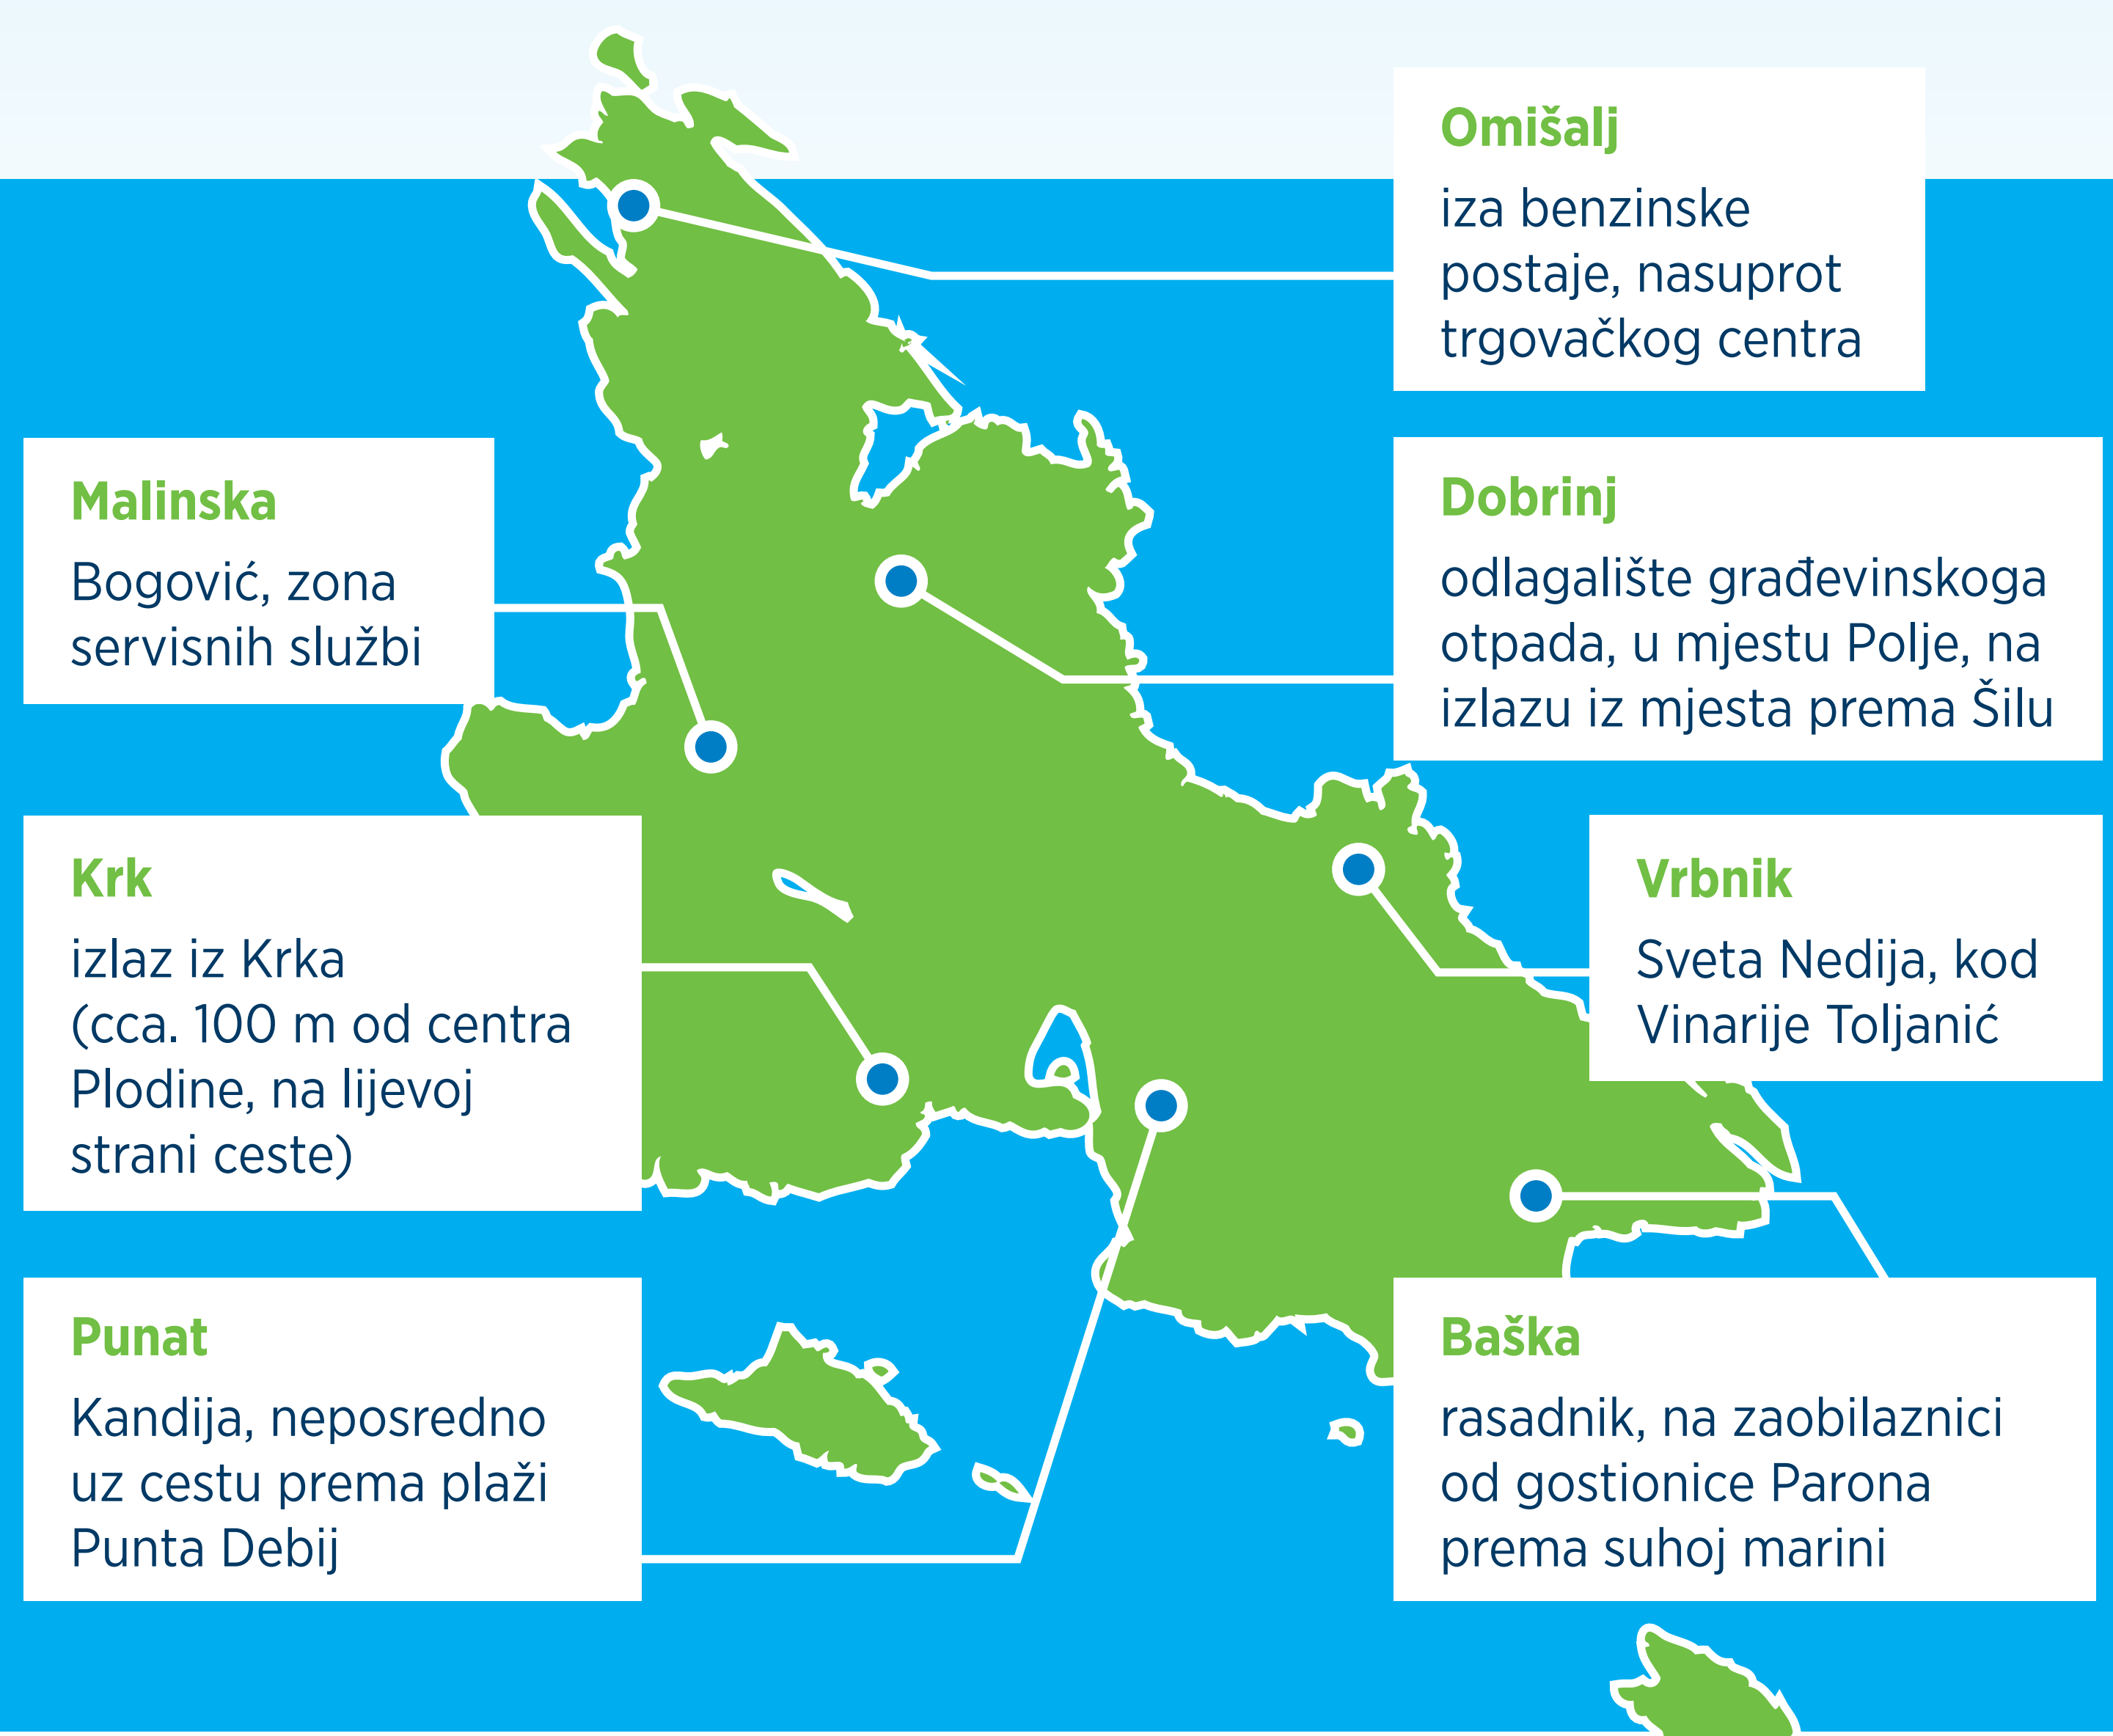 Omišalj
iza benzinske
postaje, nasuprot
trgovačkog centra
Malinska
Bogović, zona
servisnih službi
Dobrinj
odlagalište građevinskoga
otpada, u mjestu Polje, na
izlazu iz mjesta prema Šilu
Krk
izlaz iz Krka
(cca. 100 m od centra
Plodine, na lijevoj
strani ceste)
Vrbnik
Sveta Nedija, kod
Vinarije Toljanić
Punat
Kandija, neposredno
uz cestu prema plaži
Punta Debij
Baška
rasadnik, na zaobilaznici
od gostionice Parona
prema suhoj marini